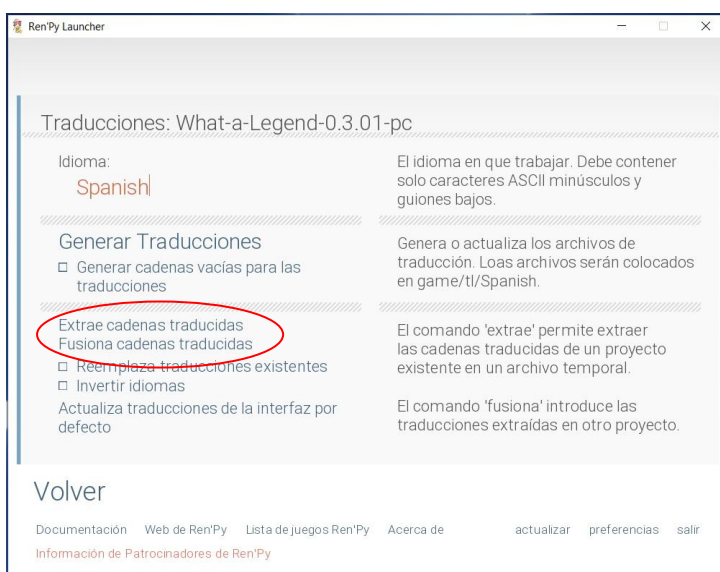 Ren'Py Launcher
Traducciones: What-a-Legend-0.3.01-pc
Idioma:
Spanish
El idioma en que trabajar. Debe contener
solo caracteres ASCII minúsculos y
guiones bajos.
Generar Traducciones
Generar cadenas vacías para las
traducciones
Genera o actualiza los archivos de
traducción. Loas archivos serán colocados
en game/tl/Spanish.
Extrae cadenas traducidas
Fusiona cadenas traducidas
Reemplaza traducciones existentes
Invertir idiomas
Actualiza traducciones de la interfaz por
defecto
El comando 'extrae' permite extraer
las cadenas traducidas de un proyecto
existente en un archivo temporal.
El comando 'fusiona' introduce las
traducciones extraídas en otro proyecto.
Volver
Documentación Web de Ren'Py Lista de juegos Ren'Py Acerca de actualizar preferencias salir
Información de Patrocinadores de Ren'Py